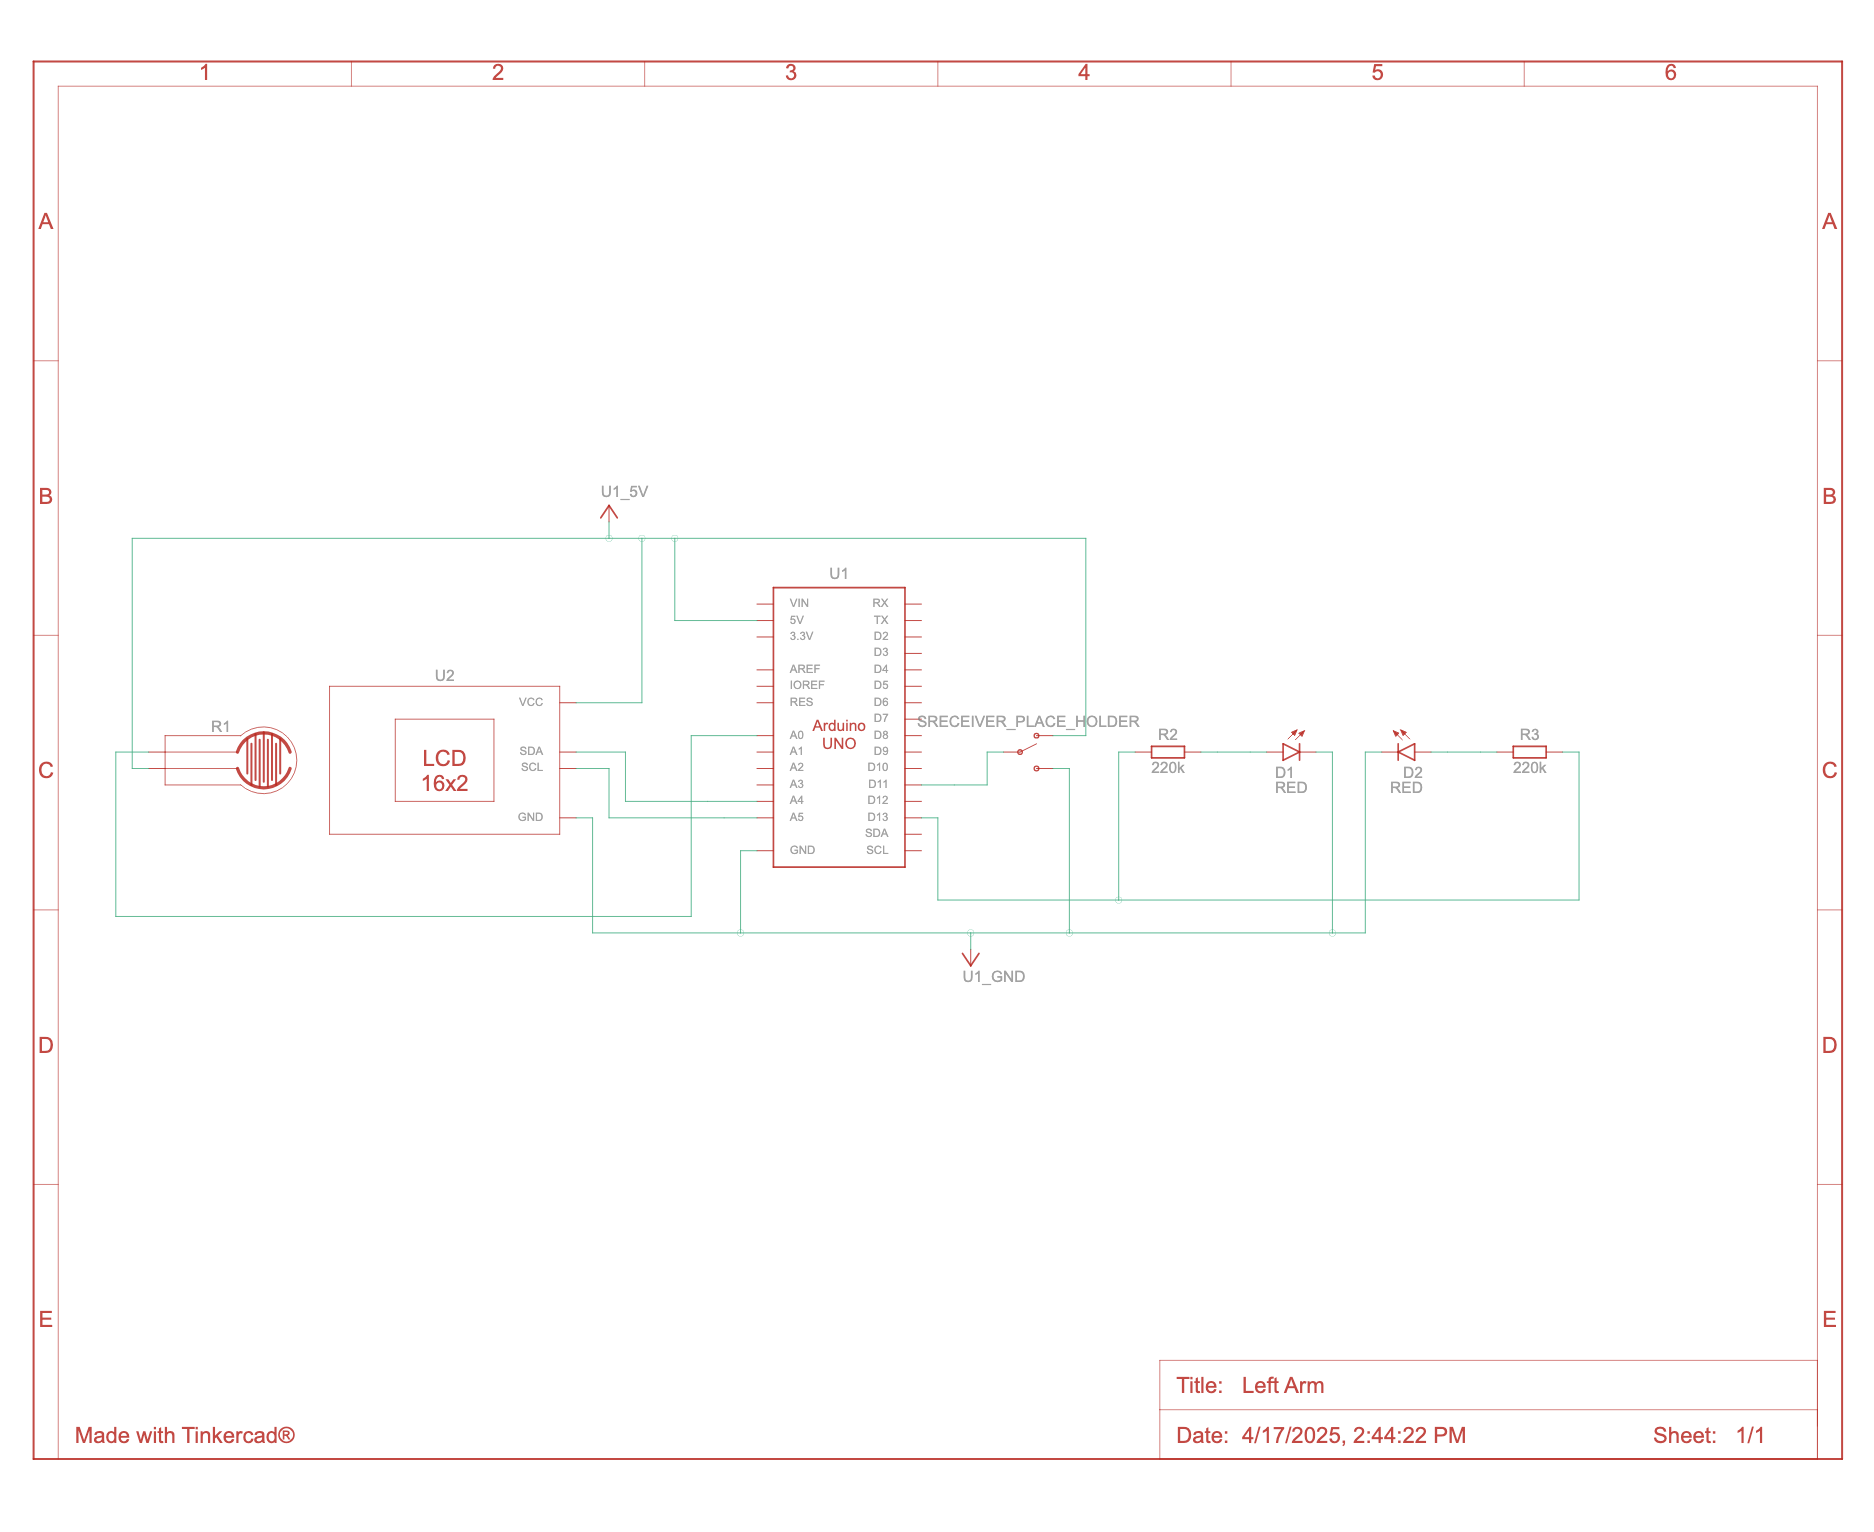 1 2 3 4 5 6
A A
B B
U1_5V
U1
VIN RX
5V TX
3.3V D2
D3
AREF D4
IOREF D5
RES D6
D7
U2
VCC
R1
Arduino
UNO
SRECEIVER_PLACE_HOLDER
A0 D8
A1 D9
A2 D10
A3 D11
A4 D12
A5 D13
SDA
GND SCL
LCD
16x2
SDA
SCL
GND
R2
220k
D1
RED
D2
RED
R3
220k
C C
U1_GND
D D
E E
Title: Left Arm
Made with Tinkercad®
Date: 4/17/2025, 2:44:22 PM Sheet: 1/1